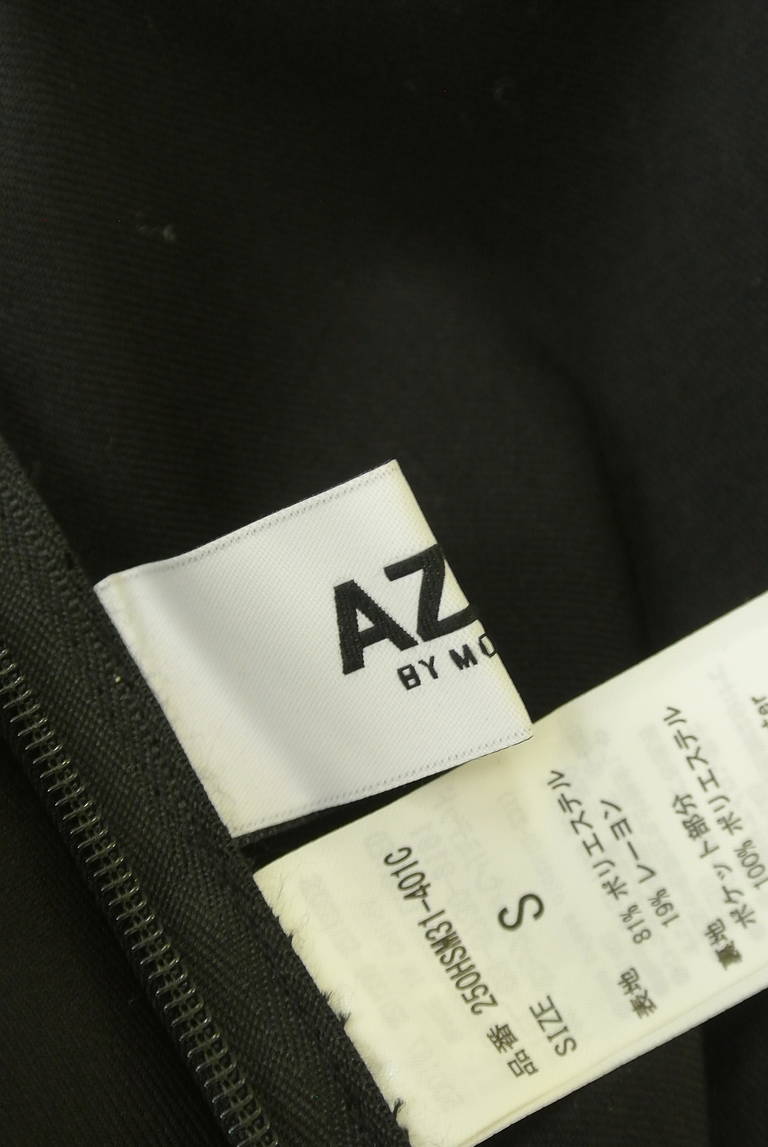 AZ
BY MO
品番 250HSM31-401C
SIZE S
表地 81% ポリエステル
19% レーヨン
裏地
ポケット部分
100% ポリエステル